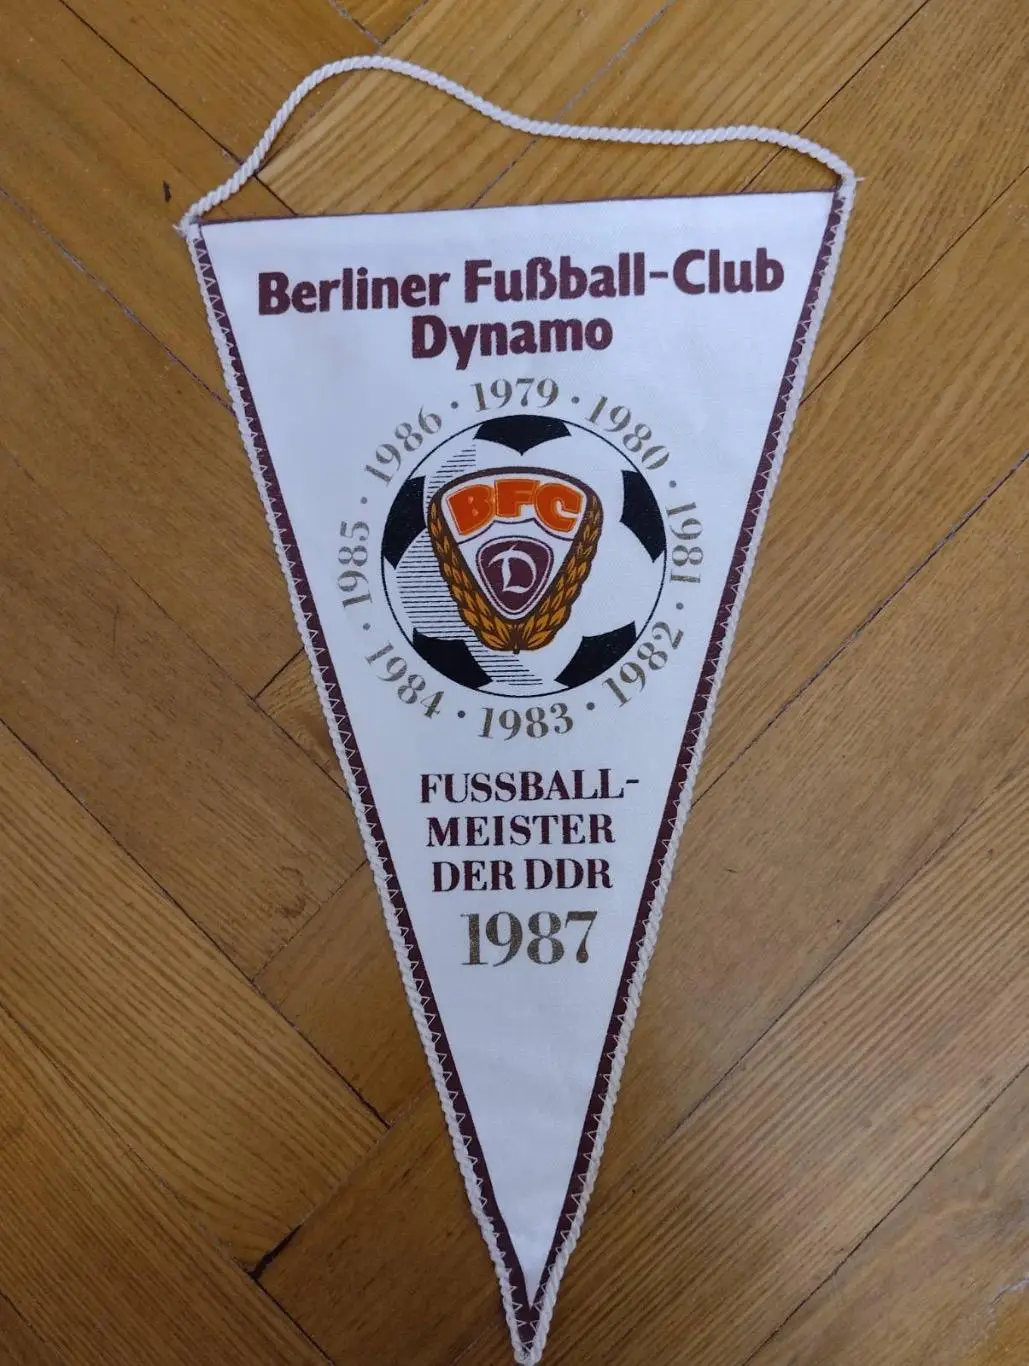 Berliner Fußball-Club
Dynamo
1979 · 1980 · 1981 · 1982 · 1983 · 1984 · 1985 · 1986 ·
BFC
D
FUSSBALL-
MEISTER
DER DDR
1987